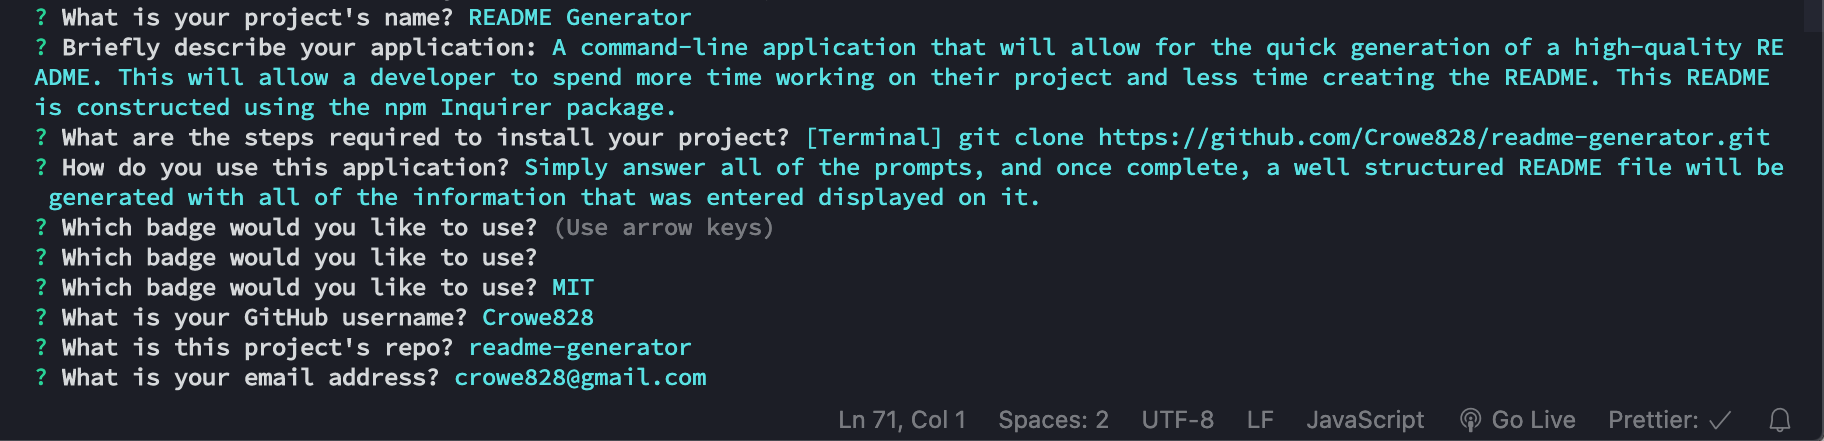 ? What is your project's name? README Generator
? Briefly describe your application: A command-line application that will allow for the quick generation of a high-quality RE
ADME. This will allow a developer to spend more time working on their project and less time creating the README. This README
is constructed using the npm Inquirer package.
? What are the steps required to install your project? [Terminal] git clone https://github.com/Crowe828/readme-generator.git
? How do you use this application? Simply answer all of the prompts, and once complete, a well structured README file will be
generated with all of the information that was entered displayed on it.
? Which badge would you like to use? (Use arrow keys)
? Which badge would you like to use?
? Which badge would you like to use? MIT
? What is your GitHub username? Crowe828
? What is this project's repo? readme-generator
? What is your email address? crowe828@gmail.com
Ln 71, Col 1 Spaces: 2 UTF-8 LF JavaScript Go Live Prettier: ✓